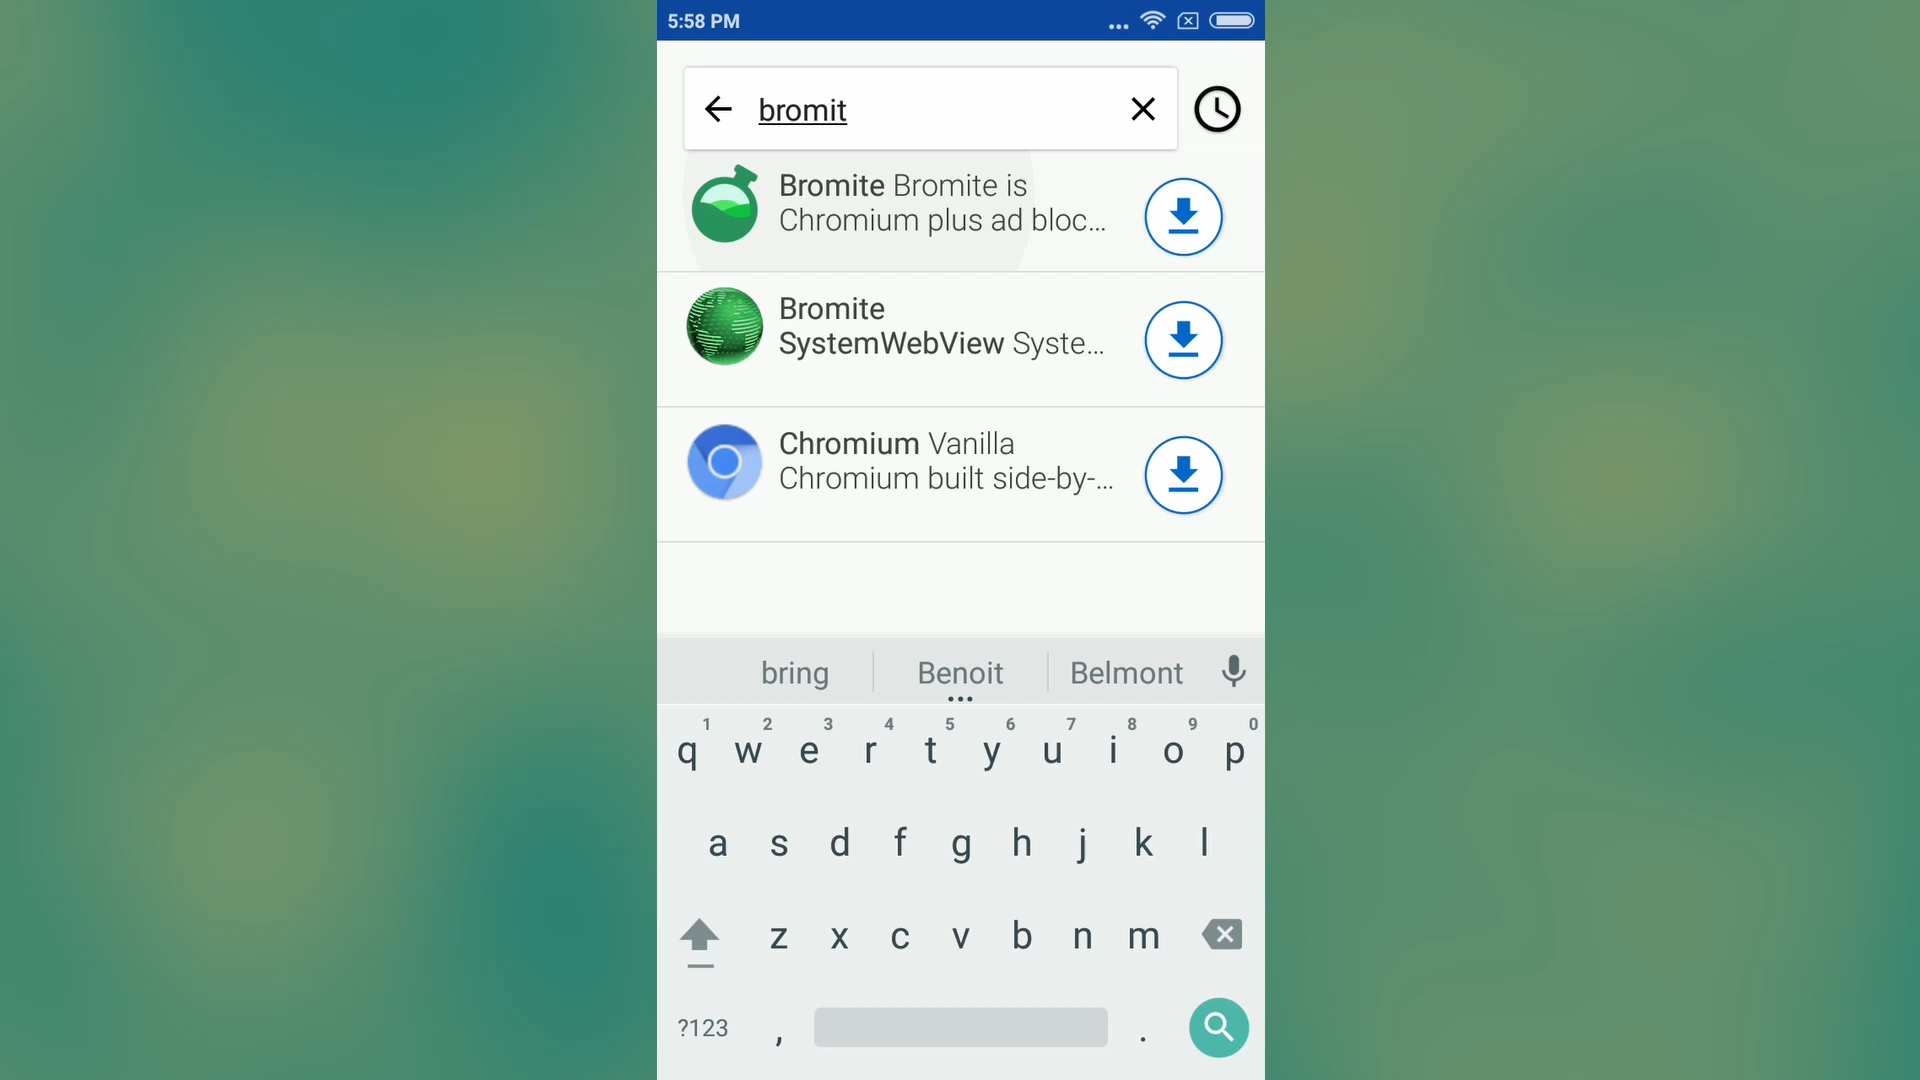 5:58 PM
bromit
Bromite Bromite is
Chromium plus ad bloc...
Bromite
SystemWebView Syste...
Chromium Vanilla
Chromium built side-by-...
bring Benoit Belmont
1 2 3 4 5 6 7 8 9 0
q w e r t y u i o p
a s d f g h j k l
z x c v b n m
?123 , .